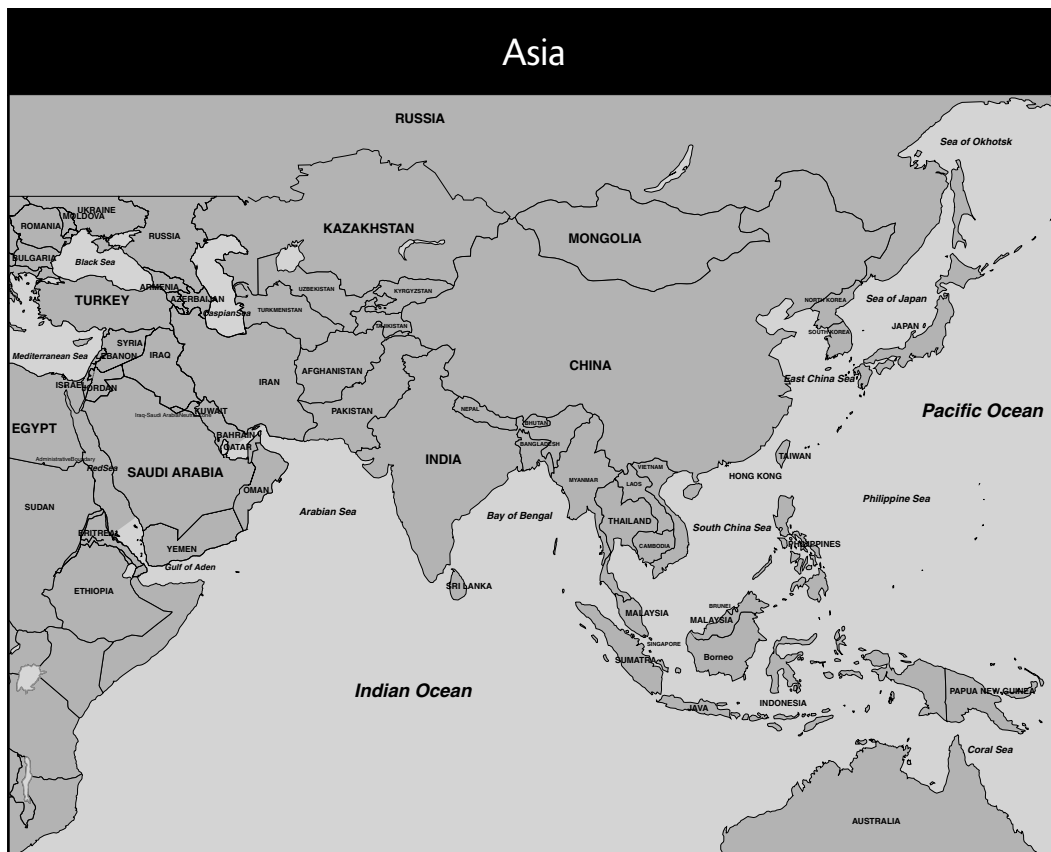 Asia
RUSSIA
Sea of Okhotsk
UKRAINE
MOLDOVA
ROMANIA
RUSSIA
KAZAKHSTAN
MONGOLIA
BULGARIA
Black Sea
ARMENIA
UZBEKISTAN
KYRGYZSTAN
TURKEY
AZERBAIJAN
CaspianSea
TURKMENISTAN
TAJIKISTAN
NORTH KOREA
Sea of Japan
SOUTH KOREA
JAPAN
SYRIA
Mediterranean Sea
LEBANON
IRAQ
CHINA
AFGHANISTAN
IRAN
East China Sea
ISRAEL
JORDAN
Iraq-Saudi ArabiaNeutralZone
KUWAIT
PAKISTAN
NEPAL
Pacific Ocean
EGYPT
BAHRAIN
QATAR
BHUTAN
BANGLADESH
AdministrativeBoundary
RedSea
SAUDI ARABIA
INDIA
TAIWAN
VIETNAM
HONG KONG
MYANMAR
LAOS
OMAN
SUDAN
Arabian Sea
Bay of Bengal
THAILAND
South China Sea
Philippine Sea
ERITREA
YEMEN
CAMBODIA
PHILIPPINES
Gulf of Aden
ETHIOPIA
SRI LANKA
MALAYSIA
BRUNEI
MALAYSIA
SINGAPORE
SUMATRA
Borneo
Indian Ocean
PAPUA NEW GUINEA
INDONESIA
JAVA
Coral Sea
AUSTRALIA